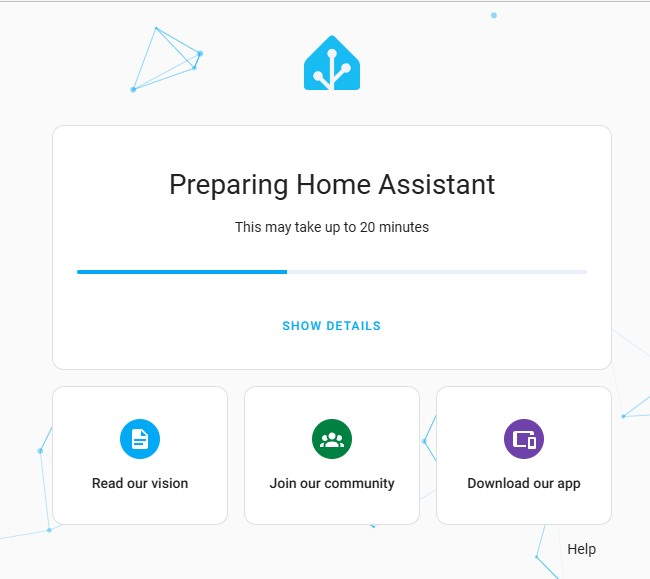 Preparing Home Assistant
This may take up to 20 minutes
SHOW DETAILS
Read our vision
Join our community
Download our app
Help